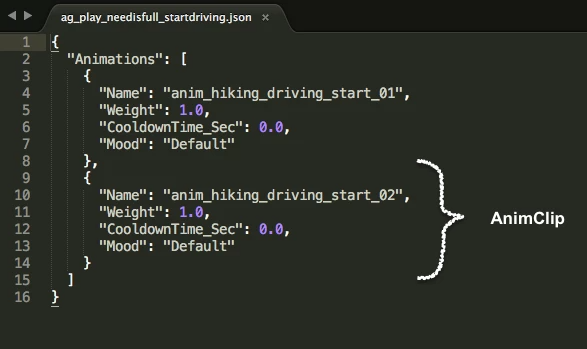 ag_play_needisfull_startdriving.json ×
1 {
2 "Animations": [
3 {
4 "Name": "anim_hiking_driving_start_01",
5 "Weight": 1.0,
6 "CooldownTime_Sec": 0.0,
7 "Mood": "Default"
8 },
9 {
10 "Name": "anim_hiking_driving_start_02",
11 "Weight": 1.0,
12 "CooldownTime_Sec": 0.0,
13 "Mood": "Default"
14 }
15 ]
16 }
AnimClip